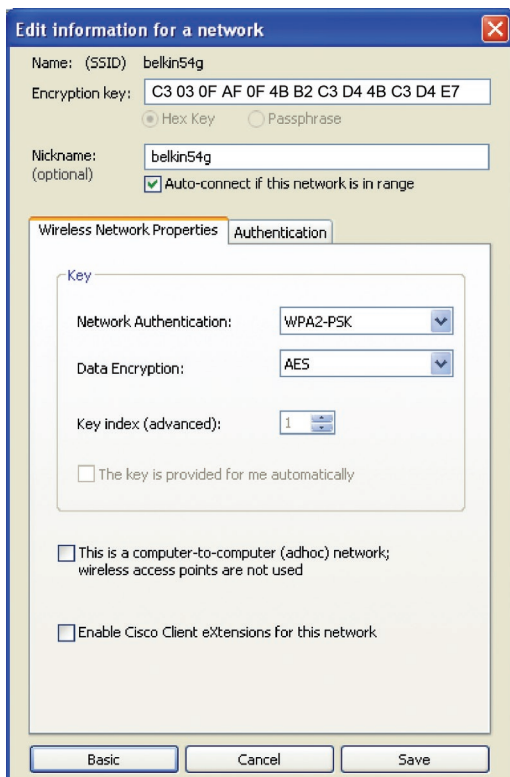 Edit information for a network
Name: (SSID) belkin54g
Encryption key: C3 03 0F AF 0F 4B B2 C3 D4 4B C3 D4 E7
Hex Key Passphrase
Nickname: belkin54g
(optional)
Auto-connect if this network is in range
Wireless Network Properties Authentication
Key
Network Authentication: WPA2-PSK
Data Encryption: AES
Key index (advanced): 1
The key is provided for me automatically
This is a computer-to-computer (adhoc) network;
wireless access points are not used
Enable Cisco Client eXtensions for this network
Basic Cancel Save